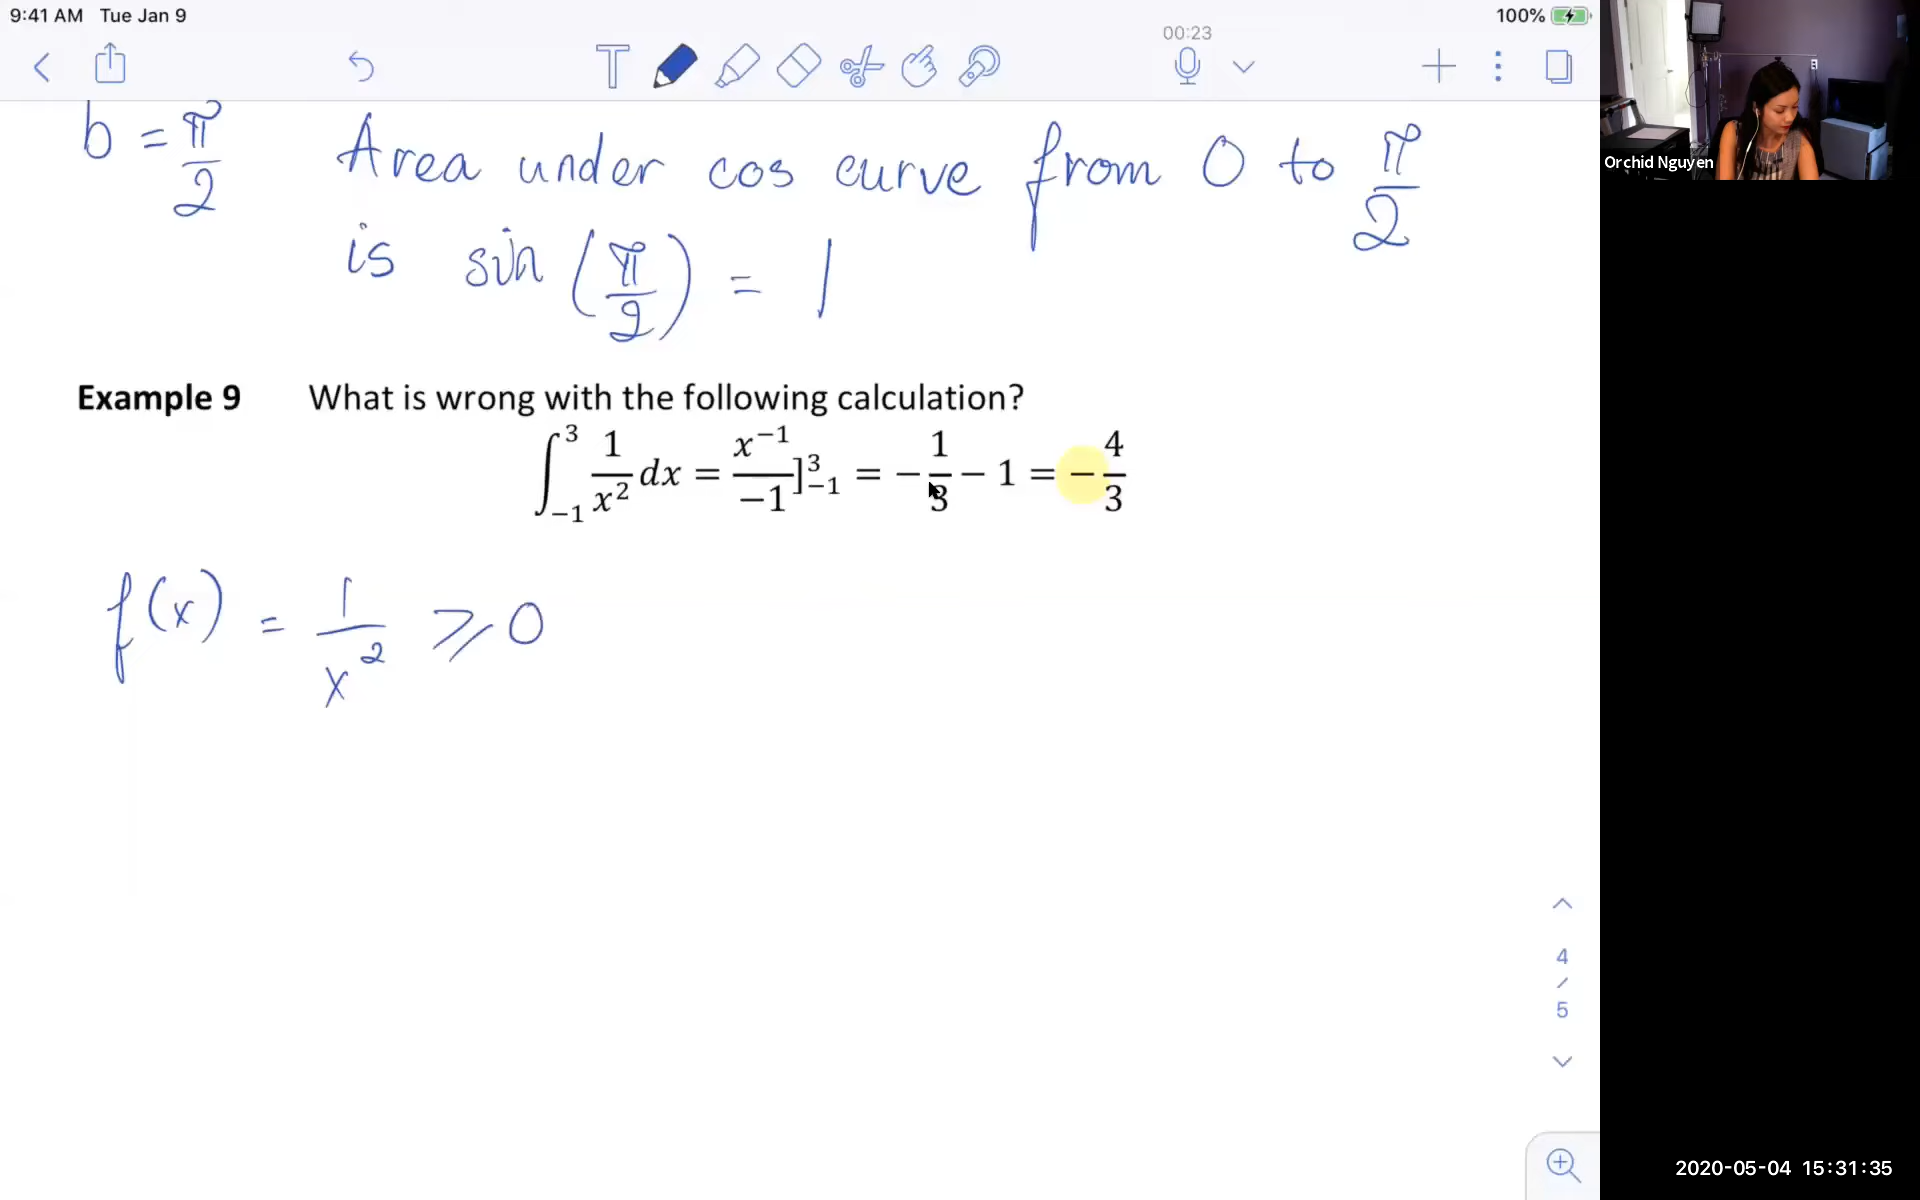 9:41 AM Tue Jan 9
100%
00:23
b = π/2 Area under cos curve from 0 to π/2
is sin (π/2) = 1
Example 9 What is wrong with the following calculation?
∫₋₁³ 1/x² dx = x⁻¹/−1 ]³₋₁ = − 1/3 − 1 = − 4/3
f(x) = 1/x² ⩾ 0
4
/
5
Orchid Nguyen
2020-05-04 15:31:35